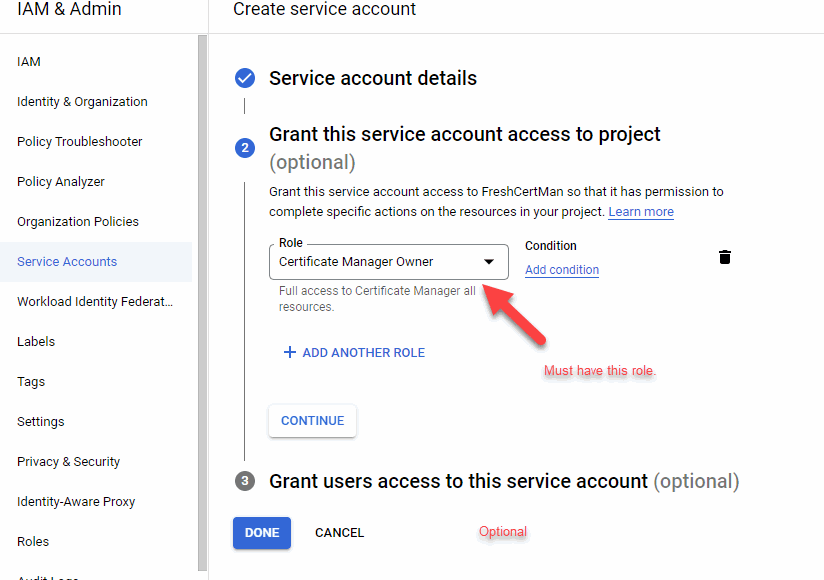 IAM & Admin
Create service account
IAM
Identity & Organization
Policy Troubleshooter
Policy Analyzer
Organization Policies
Service Accounts
Workload Identity Federat...
Labels
Tags
Settings
Privacy & Security
Identity-Aware Proxy
Roles
Audit Logs
Service account details
2
Grant this service account access to project
(optional)
Grant this service account access to FreshCertMan so that it has permission to
complete specific actions on the resources in your project. Learn more
Role
Certificate Manager Owner
Condition
Add condition
Full access to Certificate Manager all
resources.
+ ADD ANOTHER ROLE
Must have this role.
CONTINUE
3
Grant users access to this service account (optional)
DONE
CANCEL
Optional